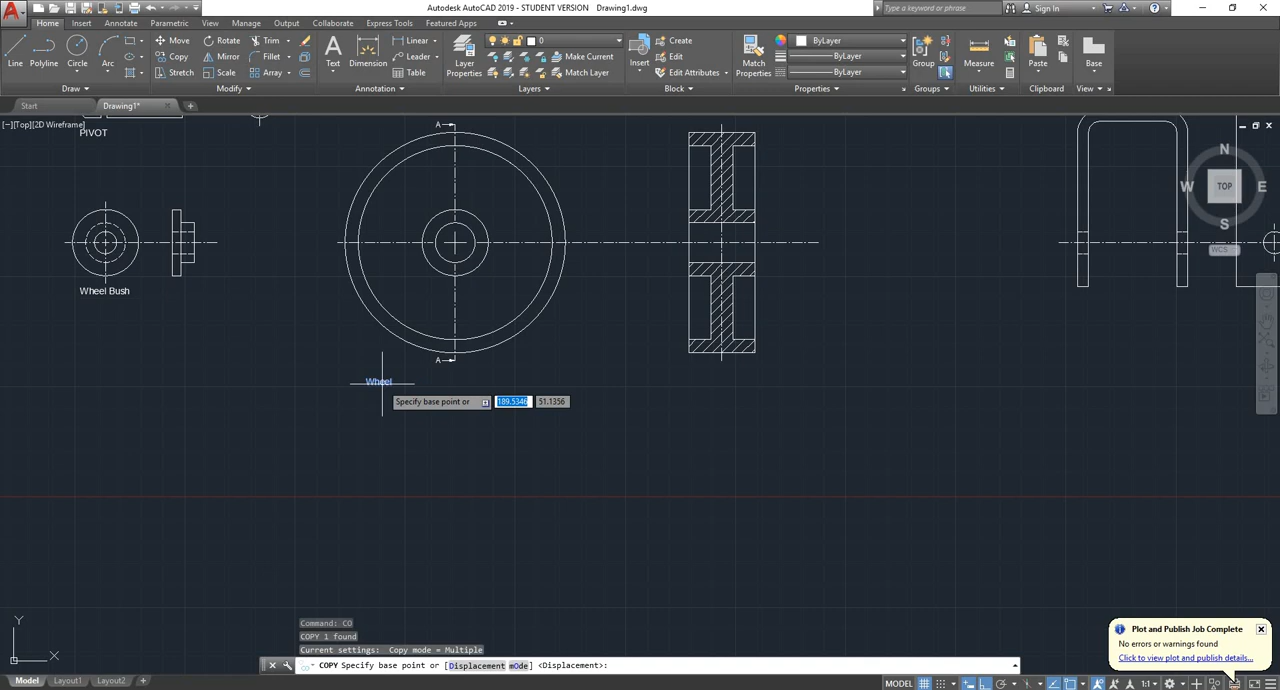 Autodesk AutoCAD 2019 - STUDENT VERSION Drawing1.dwg
Type a keyword or phrase
Sign In
Home Insert Annotate Parametric View Manage Output Collaborate Express Tools Featured Apps
Line Polyline Circle Arc
Move Rotate Trim
Copy Mirror Fillet
Stretch Scale Array
Text Dimension
Linear
Leader
Table
Layer Properties
0
Make Current
Match Layer
Insert
Create
Edit
Edit Attributes
Match Properties
ByLayer
ByLayer
ByLayer
Group
Measure
Paste
Base
Draw Modify Annotation Layers Block Properties Groups Utilities Clipboard View
Start Drawing1*
[−][Top][2D Wireframe]
PIVOT
A
N
W TOP E
S
WCS
Wheel Bush
A
Wheel
Specify base point or 189.5346 51.1356
Y
X
Command: CO
COPY 1 found
Current settings: Copy mode = Multiple
COPY Specify base point or [Displacement mOde] <Displacement>:
Plot and Publish Job Complete
No errors or warnings found
Click to view plot and publish details...
Model Layout1 Layout2
MODEL 1:1